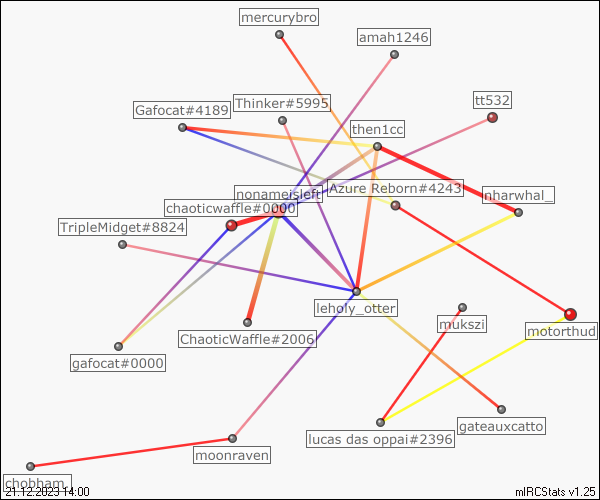 mercurybro
amah1246
Thinker#5995
tt532
Gafocat#4189
then1cc
Azure Reborn#4243
nonameisleft
nharwhal_
chaoticwaffle#0000
TripleMidget#8824
leholy_otter
mukszi
motorthud
ChaoticWaffle#2006
gafocat#0000
gateauxcatto
lucas das oppai#2396
moonraven
chobham.
21.12.2023 14:00
mIRCStats v1.25